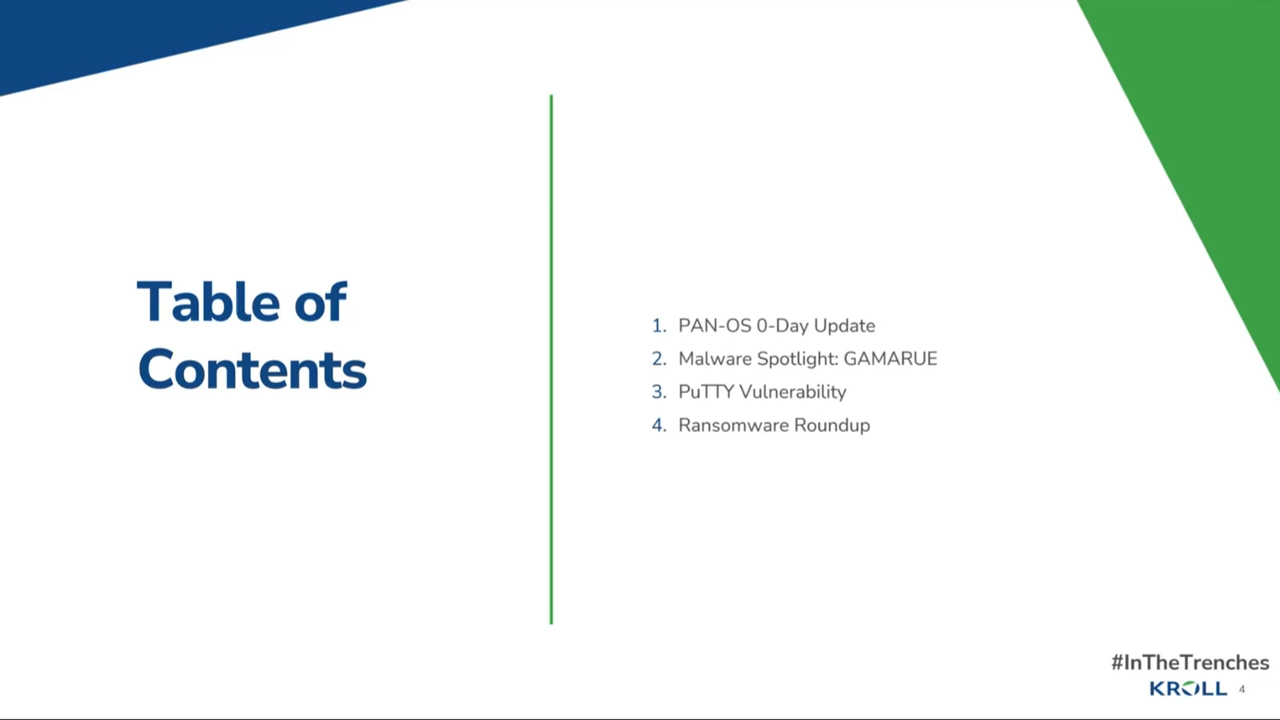 Table of
Contents
1. PAN-OS 0-Day Update
2. Malware Spotlight: GAMARUE
3. PuTTY Vulnerability
4. Ransomware Roundup
#InTheTrenches
KROLL 4